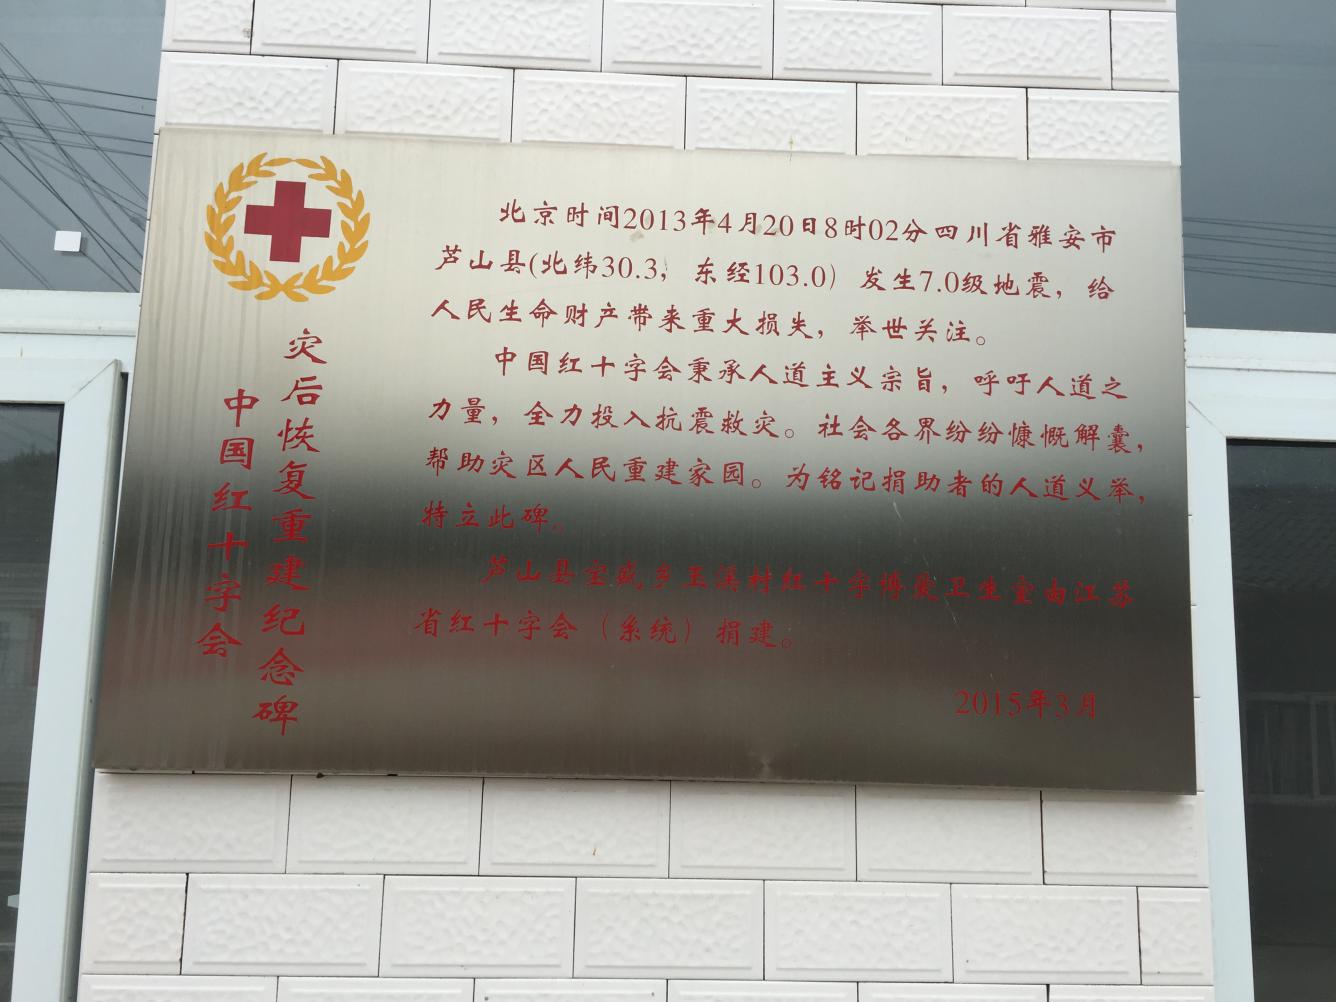 中国红十字会
灾后恢复重建纪念碑
北京时间2013年4月20日8时02分四川省雅安市
芦山县(北纬30.3，东经103.0）发生7.0级地震，给
人民生命财产带来重大损失，举世关注。
中国红十字会秉承人道主义宗旨，呼吁人道之
力量，全力投入抗震救灾。社会各界纷纷慷慨解囊，
帮助灾区人民重建家园。为铭记捐助者的人道义举，
特立此碑。
芦山县宝盛乡玉溪村红十字博爱卫生室由江苏
省红十字会（系统）捐建。
2015年3月